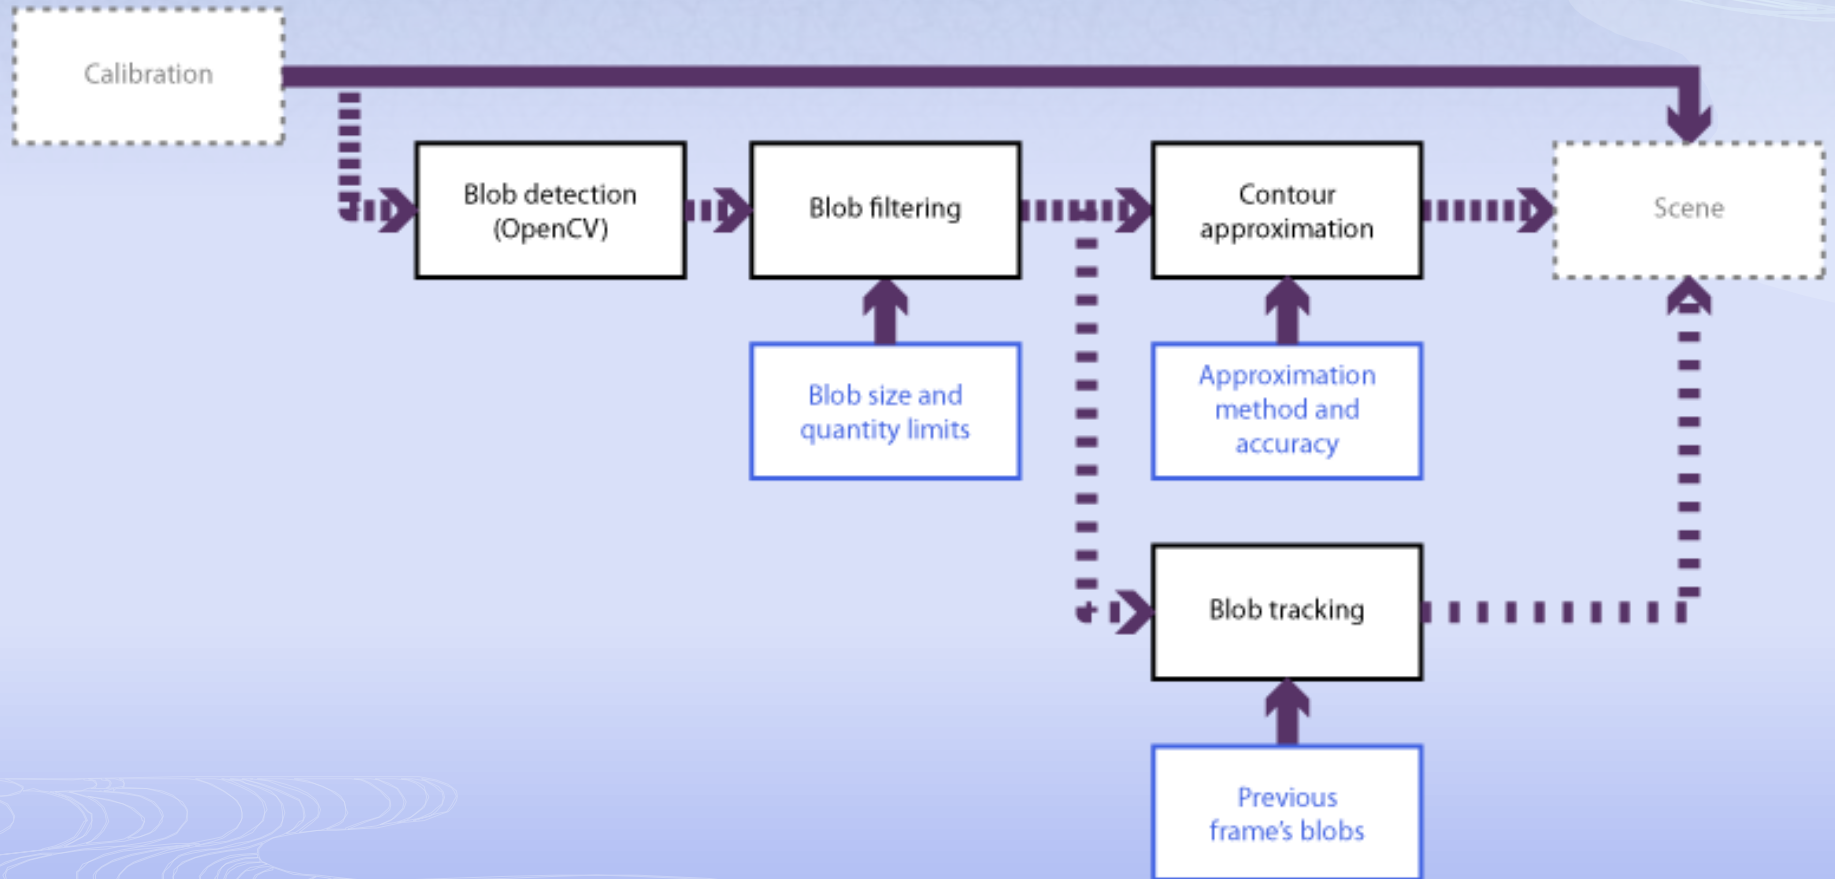 Calibration
Blob detection
(OpenCV)
Blob filtering
Contour
approximation
Scene
Blob size and
quantity limits
Approximation
method and
accuracy
Blob tracking
Previous
frame's blobs